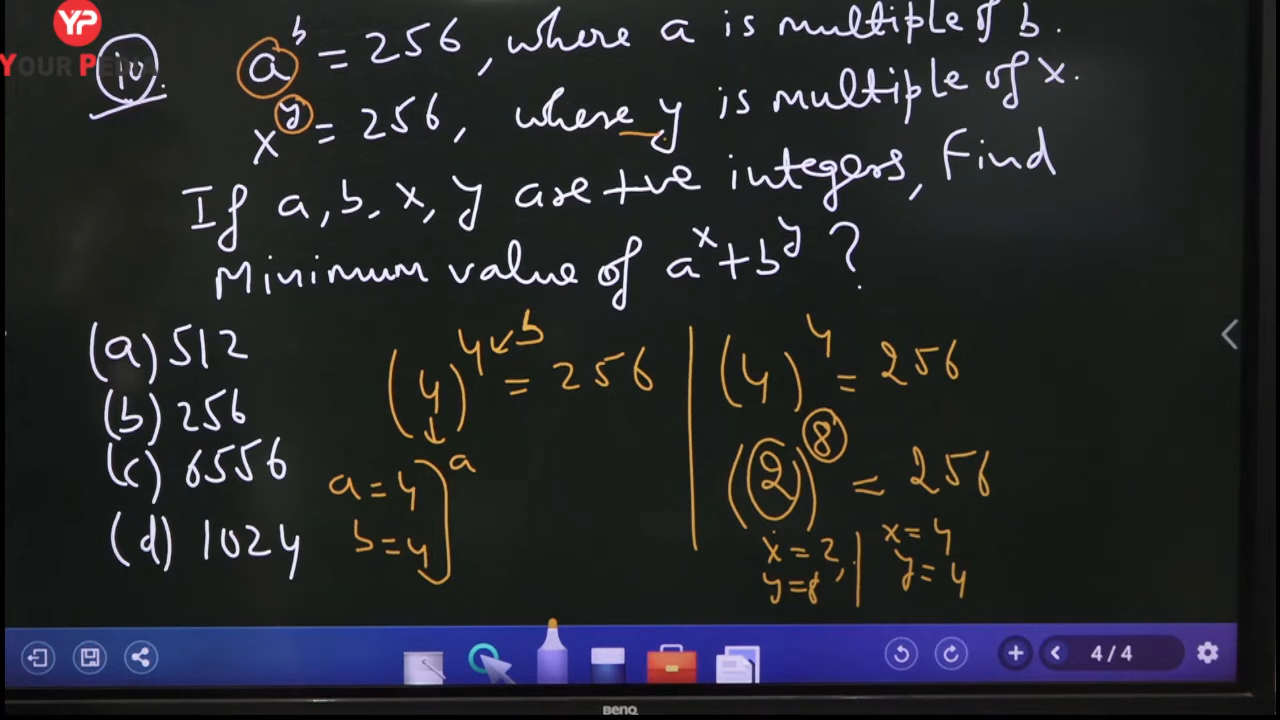 YP
YOUR PEDIA
10. a^b = 256, where a is multiple of b.
x^y = 256, where y is multiple of x.
If a, b, x, y are +ve integers, Find
Minimum value of a^x + b^y ?
(a) 512
(b) 256
(c) 6556
(d) 1024
(4)^4 ↙ b = 256
↓
a = 4
b = 4
a
(4)^4 = 256
(2)^8 = 256
x = 2,
y = 8
x = 4
y = 4
4/4
BenQ